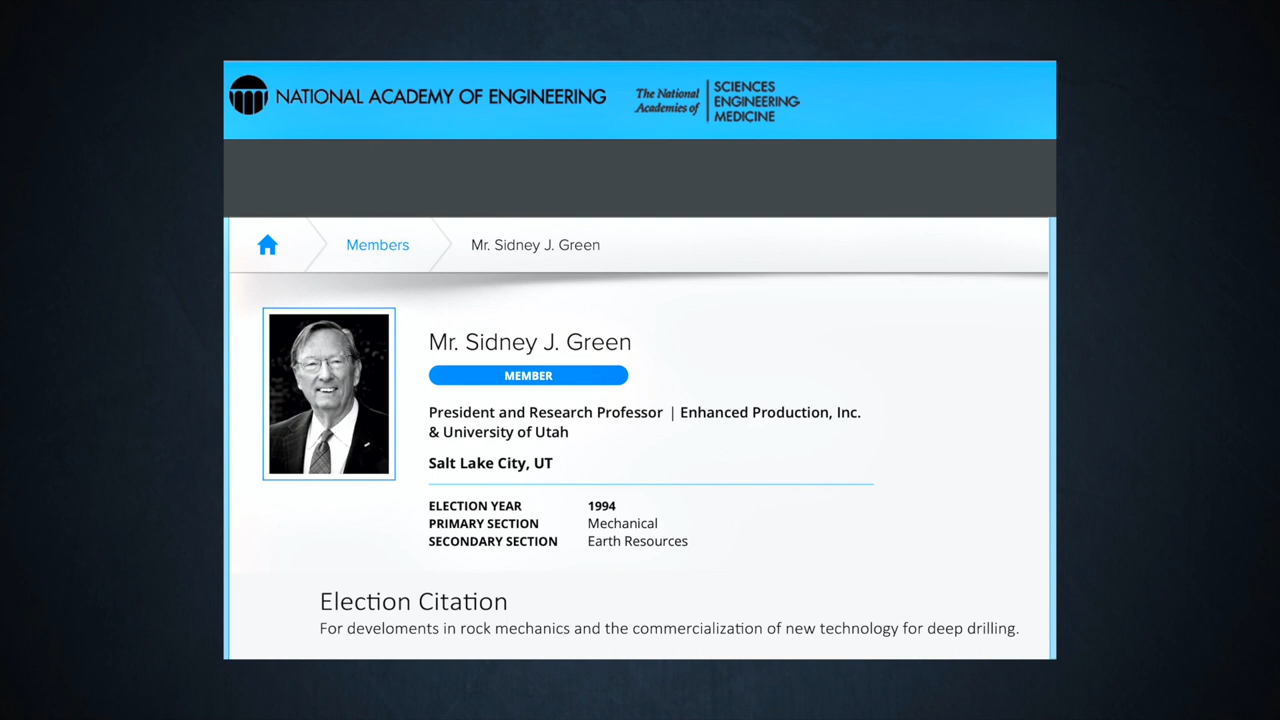 NATIONAL ACADEMY OF ENGINEERING
The National Academies of
SCIENCES
ENGINEERING
MEDICINE
Members
Mr. Sidney J. Green
Mr. Sidney J. Green
MEMBER
President and Research Professor | Enhanced Production, Inc.
& University of Utah
Salt Lake City, UT
ELECTION YEAR 1994
PRIMARY SECTION Mechanical
SECONDARY SECTION Earth Resources
Election Citation
For develoments in rock mechanics and the commercialization of new technology for deep drilling.